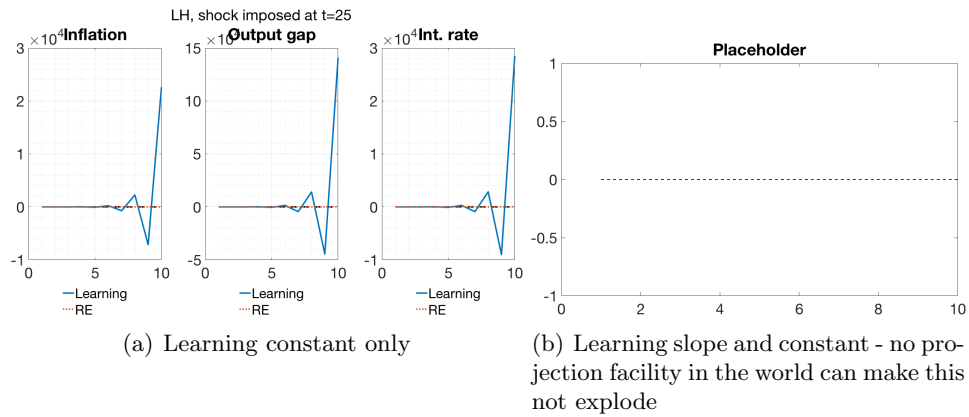 LH, shock imposed at t=25
×10⁴ Inflation
3
2
1
0
-1
0 5 10
Learning
RE
Output gap
15
10
5
0
-5
0 5 10
Learning
RE
×10⁴ Int. rate
3
2
1
0
-1
0 5 10
Learning
RE
(a) Learning constant only
Placeholder
1
0.5
0
-0.5
-1
0 2 4 6 8 10
(b) Learning slope and constant - no pro-
jection facility in the world can make this
not explode